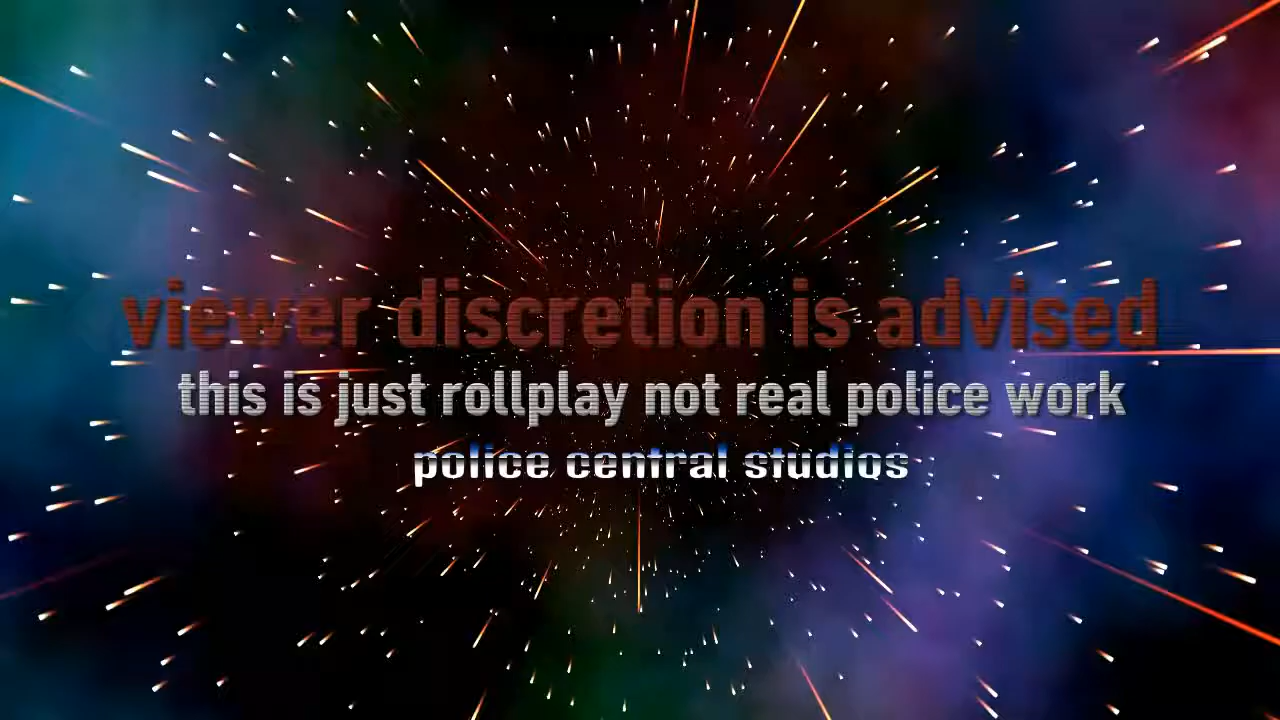 viewer discretion is advised
this is just rollplay not real police work
police central studios